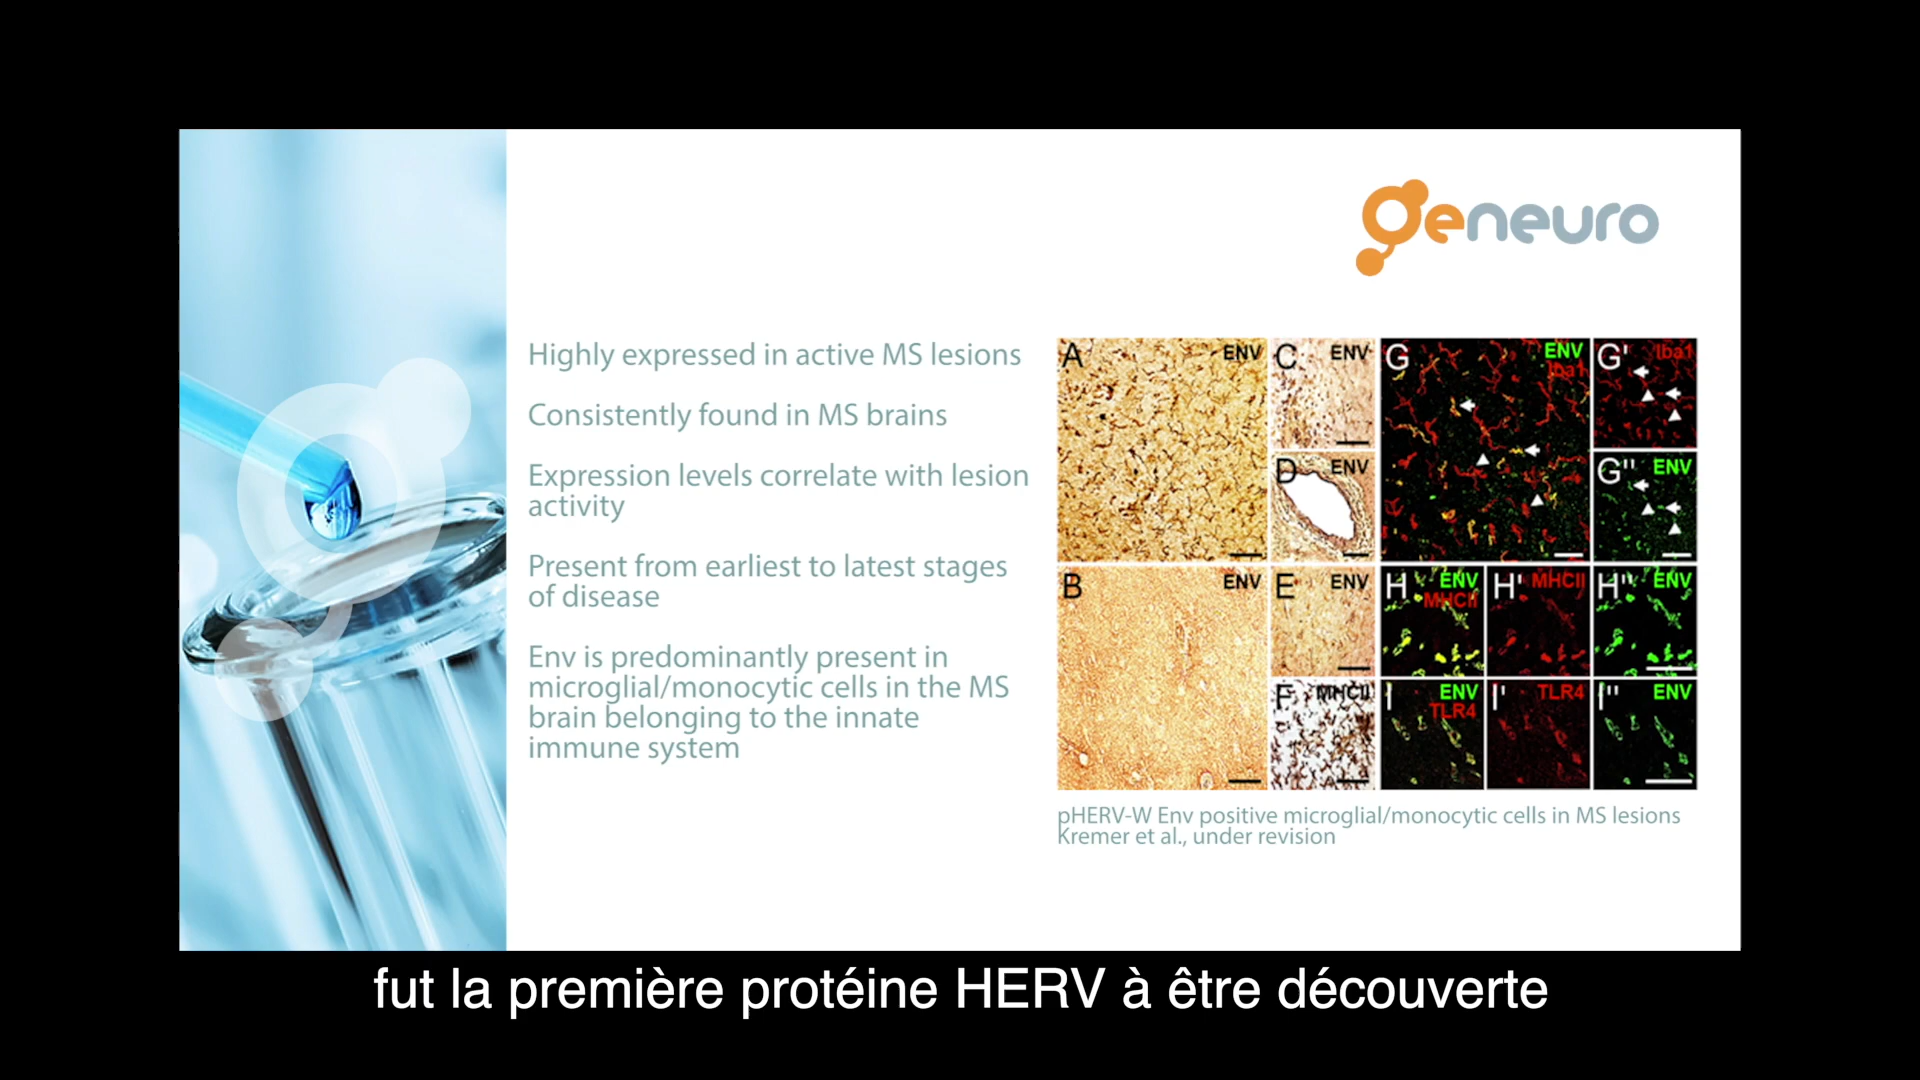 geneuro
Highly expressed in active MS lesions
Consistently found in MS brains
Expression levels correlate with lesion
activity
Present from earliest to latest stages
of disease
Env is predominantly present in
microglial/monocytic cells in the MS
brain belonging to the innate
immune system
A ENV
C ENV
G ENV
Iba1
G' Iba1
D ENV
G'' ENV
B ENV
E ENV
H ENV
MHCII
H' MHCII
H'' ENV
F MHCII
I ENV
TLR4
I' TLR4
I'' ENV
pHERV-W Env positive microglial/monocytic cells in MS lesions
Kremer et al., under revision
fut la première protéine HERV à être découverte